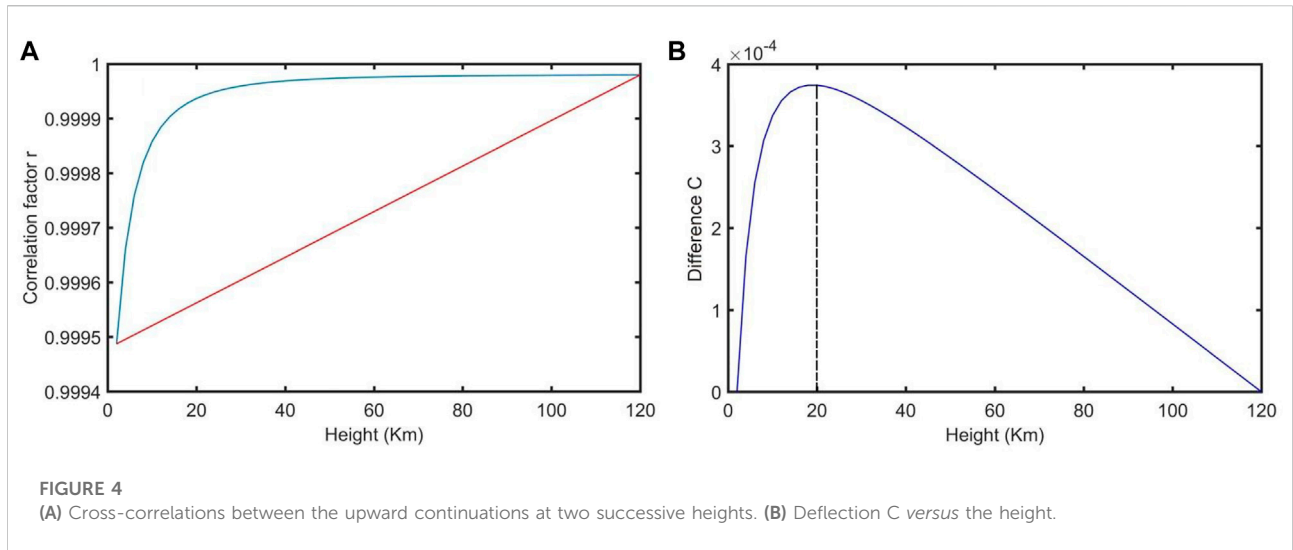 A
1
0.9999
0.9998
0.9997
0.9996
0.9995
0.9994
0 20 40 60 80 100 120
Correlation factor r
Height (Km)
B
×10⁻⁴
4
3
2
1
0
0 20 40 60 80 100 120
Difference C
Height (Km)
FIGURE 4
(A) Cross-correlations between the upward continuations at two successive heights. (B) Deflection C versus the height.